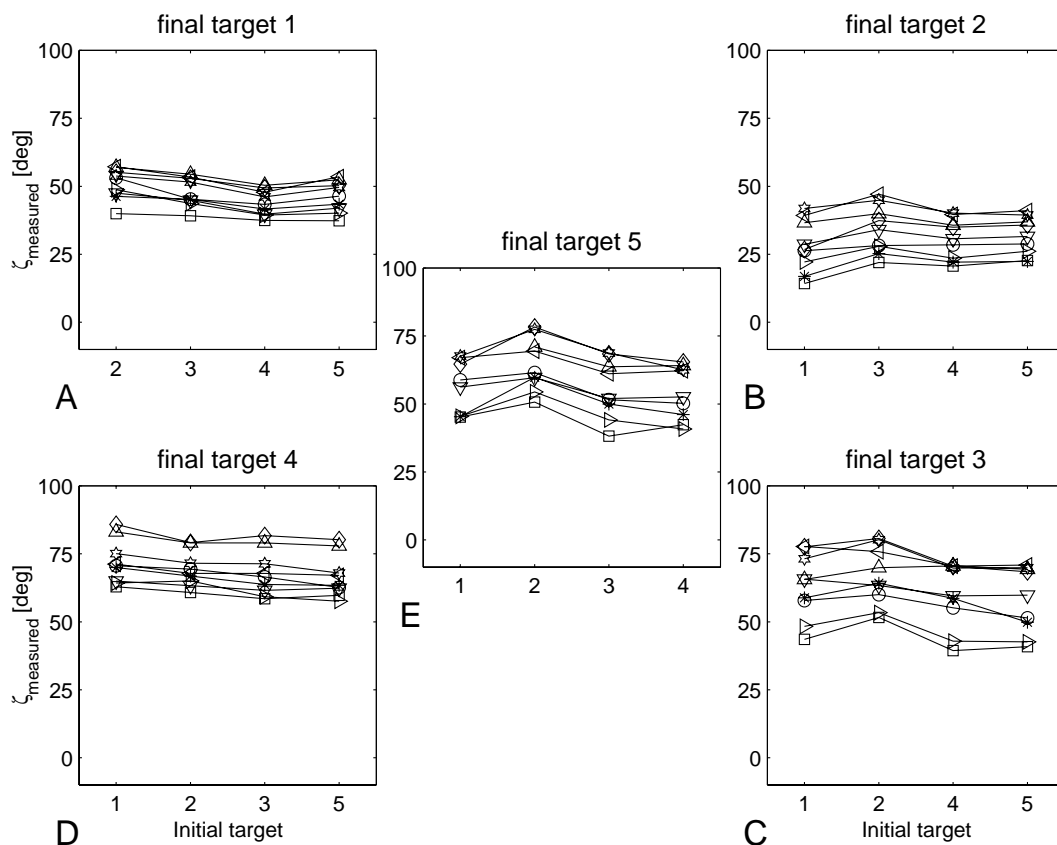 final target 1
100
75
50
25
0
ζmeasured [deg]
2 3 4 5
A
final target 2
100
75
50
25
0
1 3 4 5
B
final target 5
100
75
50
25
0
1 2 3 4
E
final target 4
100
75
50
25
0
ζmeasured [deg]
1 2 3 5
Initial target
D
final target 3
100
75
50
25
0
1 2 4 5
Initial target
C